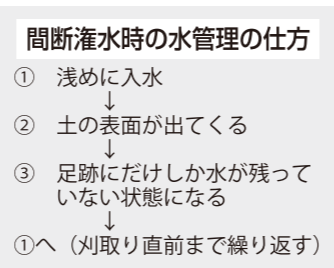 間断潅水時の水管理の仕方
① 浅めに入水
↓
② 土の表面が出てくる
↓
③ 足跡にだけしか水が残って
いない状態になる
↓
①へ（刈取り直前まで繰り返す）